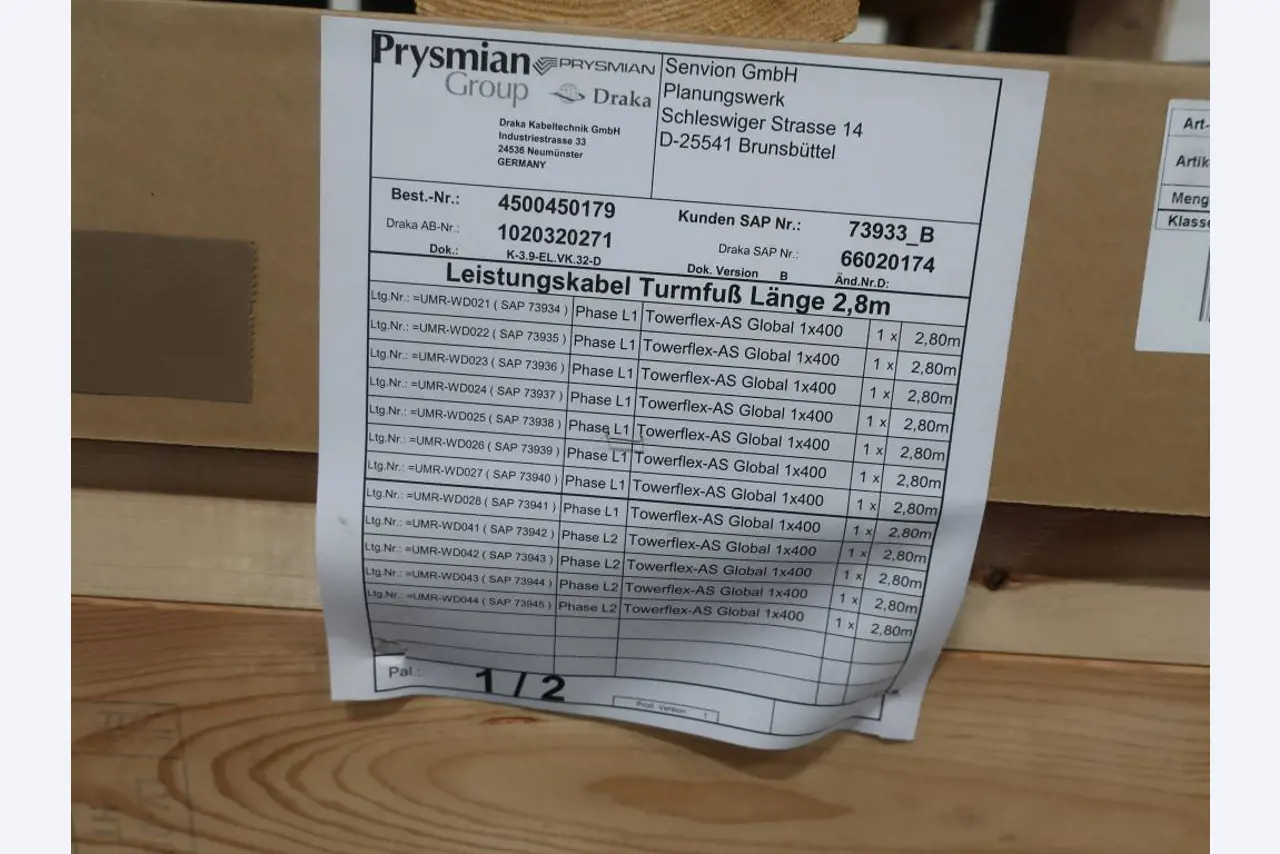 Prysmian
Group
PRYSMIAN
Draka
Draka Kabeltechnik GmbH
Industriestrasse 33
24536 Neumünster
GERMANY
Senvion GmbH
Planungswerk
Schleswiger Strasse 14
D-25541 Brunsbüttel
Best.-Nr.: 4500450179 Kunden SAP Nr.: 73933_B
Draka AB-Nr.: 1020320271 Draka SAP Nr.: 66020174
Dok.: K-3.9-EL.VK.32-D Dok. Version B Änd.Nr.D:
Leistungskabel Turmfuß Länge 2,8m
Ltg.Nr.: =UMR-WD021 ( SAP 73934 ) Phase L1 Towerflex-AS Global 1x400 1 x 2,80m
Ltg.Nr.: =UMR-WD022 ( SAP 73935 ) Phase L1 Towerflex-AS Global 1x400 1 x 2,80m
Ltg.Nr.: =UMR-WD023 ( SAP 73936 ) Phase L1 Towerflex-AS Global 1x400 1 x 2,80m
Ltg.Nr.: =UMR-WD024 ( SAP 73937 ) Phase L1 Towerflex-AS Global 1x400 1 x 2,80m
Ltg.Nr.: =UMR-WD025 ( SAP 73938 ) Phase L1 Towerflex-AS Global 1x400 1 x 2,80m
Ltg.Nr.: =UMR-WD026 ( SAP 73939 ) Phase L1 Towerflex-AS Global 1x400 1 x 2,80m
Ltg.Nr.: =UMR-WD027 ( SAP 73940 ) Phase L1 Towerflex-AS Global 1x400 1 x 2,80m
Ltg.Nr.: =UMR-WD028 ( SAP 73941 ) Phase L1 Towerflex-AS Global 1x400 1 x 2,80m
Ltg.Nr.: =UMR-WD041 ( SAP 73942 ) Phase L2 Towerflex-AS Global 1x400 1 x 2,80m
Ltg.Nr.: =UMR-WD042 ( SAP 73943 ) Phase L2 Towerflex-AS Global 1x400 1 x 2,80m
Ltg.Nr.: =UMR-WD043 ( SAP 73944 ) Phase L2 Towerflex-AS Global 1x400 1 x 2,80m
Ltg.Nr.: =UMR-WD044 ( SAP 73945 ) Phase L2 Towerflex-AS Global 1x400 1 x 2,80m
Pal.: 1 / 2
Prod. Version: 1
Art-
Artik
Meng
Klasse